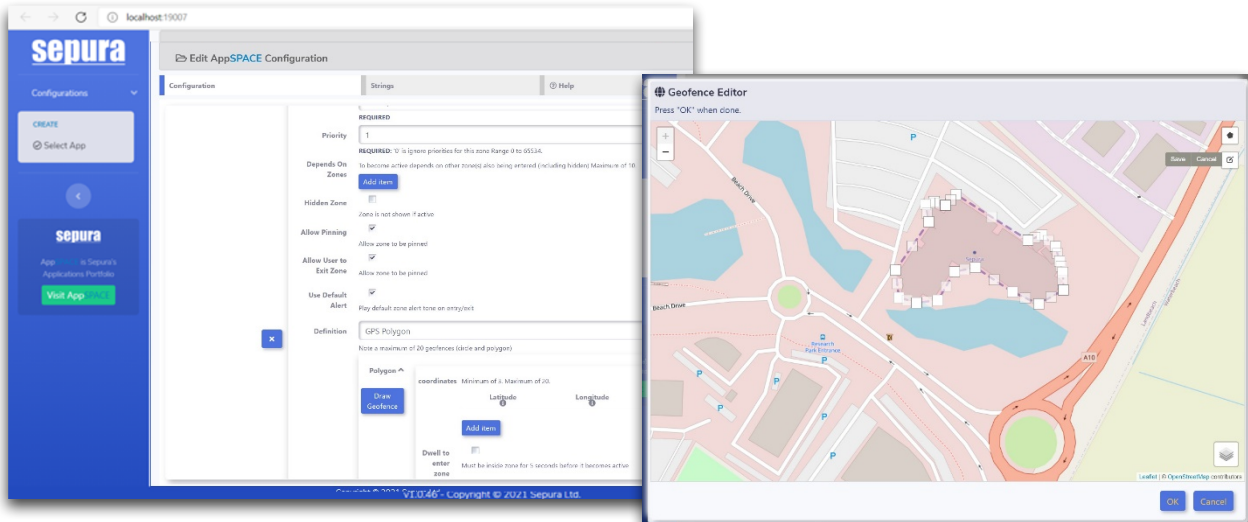 localhost:19007
sepura
Edit AppSPACE Configuration
Configurations
Configuration
Strings
Help
CREATE
Select App
REQUIRED
Priority
1
REQUIRED: '0' is ignore priorities for this zone Range 0 to 65534.
Depends On Zones
To become active depends on other zone(s) also being entered (including hidden) Maximum of 10.
Add item
Hidden Zone
Zone is not shown if active
Allow Pinning
Allow zone to be pinned
Allow User to Exit Zone
Allow zone to be pinned
Use Default Alert
Play default zone alert tone on entry/exit
Definition
GPS Polygon
Note a maximum of 20 geofences (circle and polygon)
Polygon
Draw Geofence
coordinates
Minimum of 3. Maximum of 20.
Latitude
Longitude
Add item
Dwell to enter zone
Must be inside zone for 5 seconds before it becomes active
sepura
AppSPACE is Sepura's
Applications Portfolio
Visit AppSPACE
V1.0.46 - Copyright © 2021 Sepura Ltd.
Geofence Editor
Press "OK" when done.
+
−
P
Save
Cancel
Beach Drive
Beach Drive
Research
Park Entrance
P
P
P
P
P
A10
Leaflet | © OpenStreetMap contributors
OK
Cancel